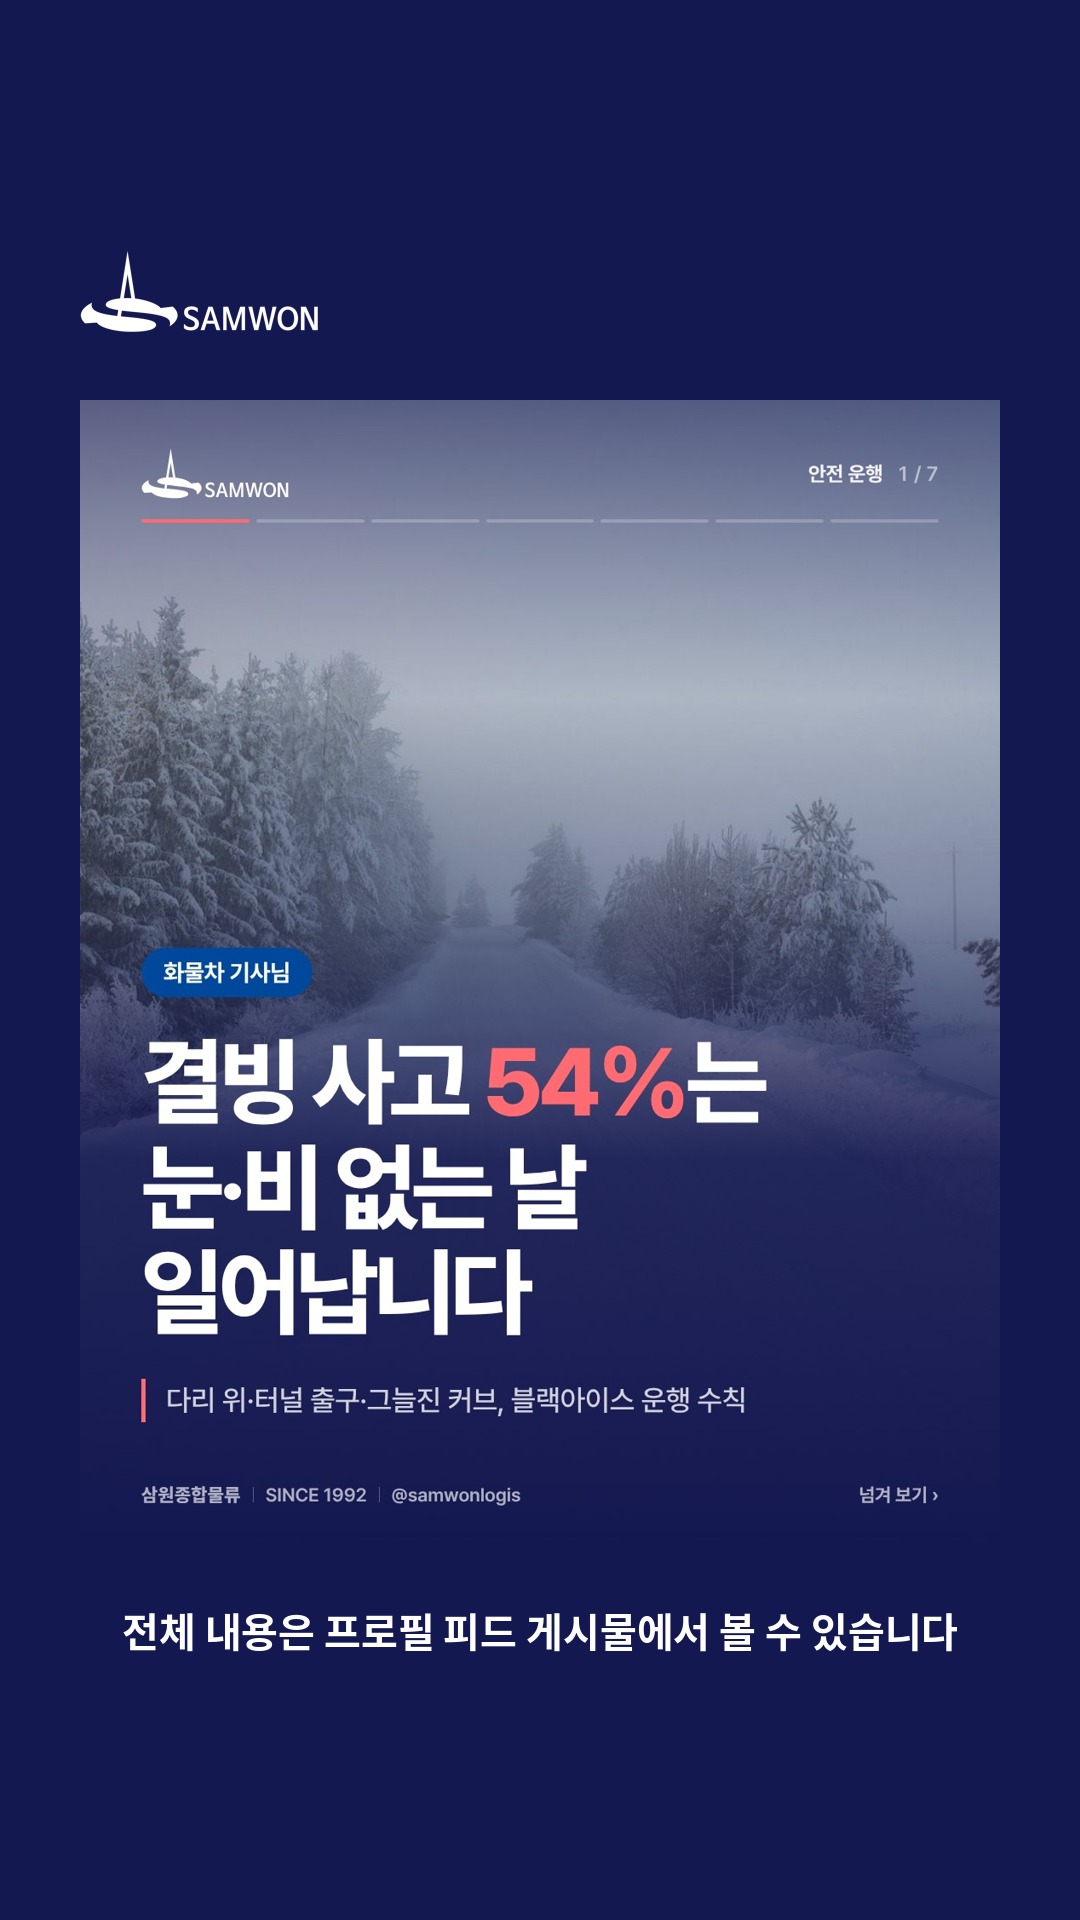 SAMWON
SAMWON
안전 운행 1 / 7
화물차 기사님
결빙 사고 54%는
눈·비 없는 날
일어납니다
다리 위·터널 출구·그늘진 커브, 블랙아이스 운행 수칙
삼원종합물류 | SINCE 1992 | @samwonlogis
넘겨 보기 ›
전체 내용은 프로필 피드 게시물에서 볼 수 있습니다